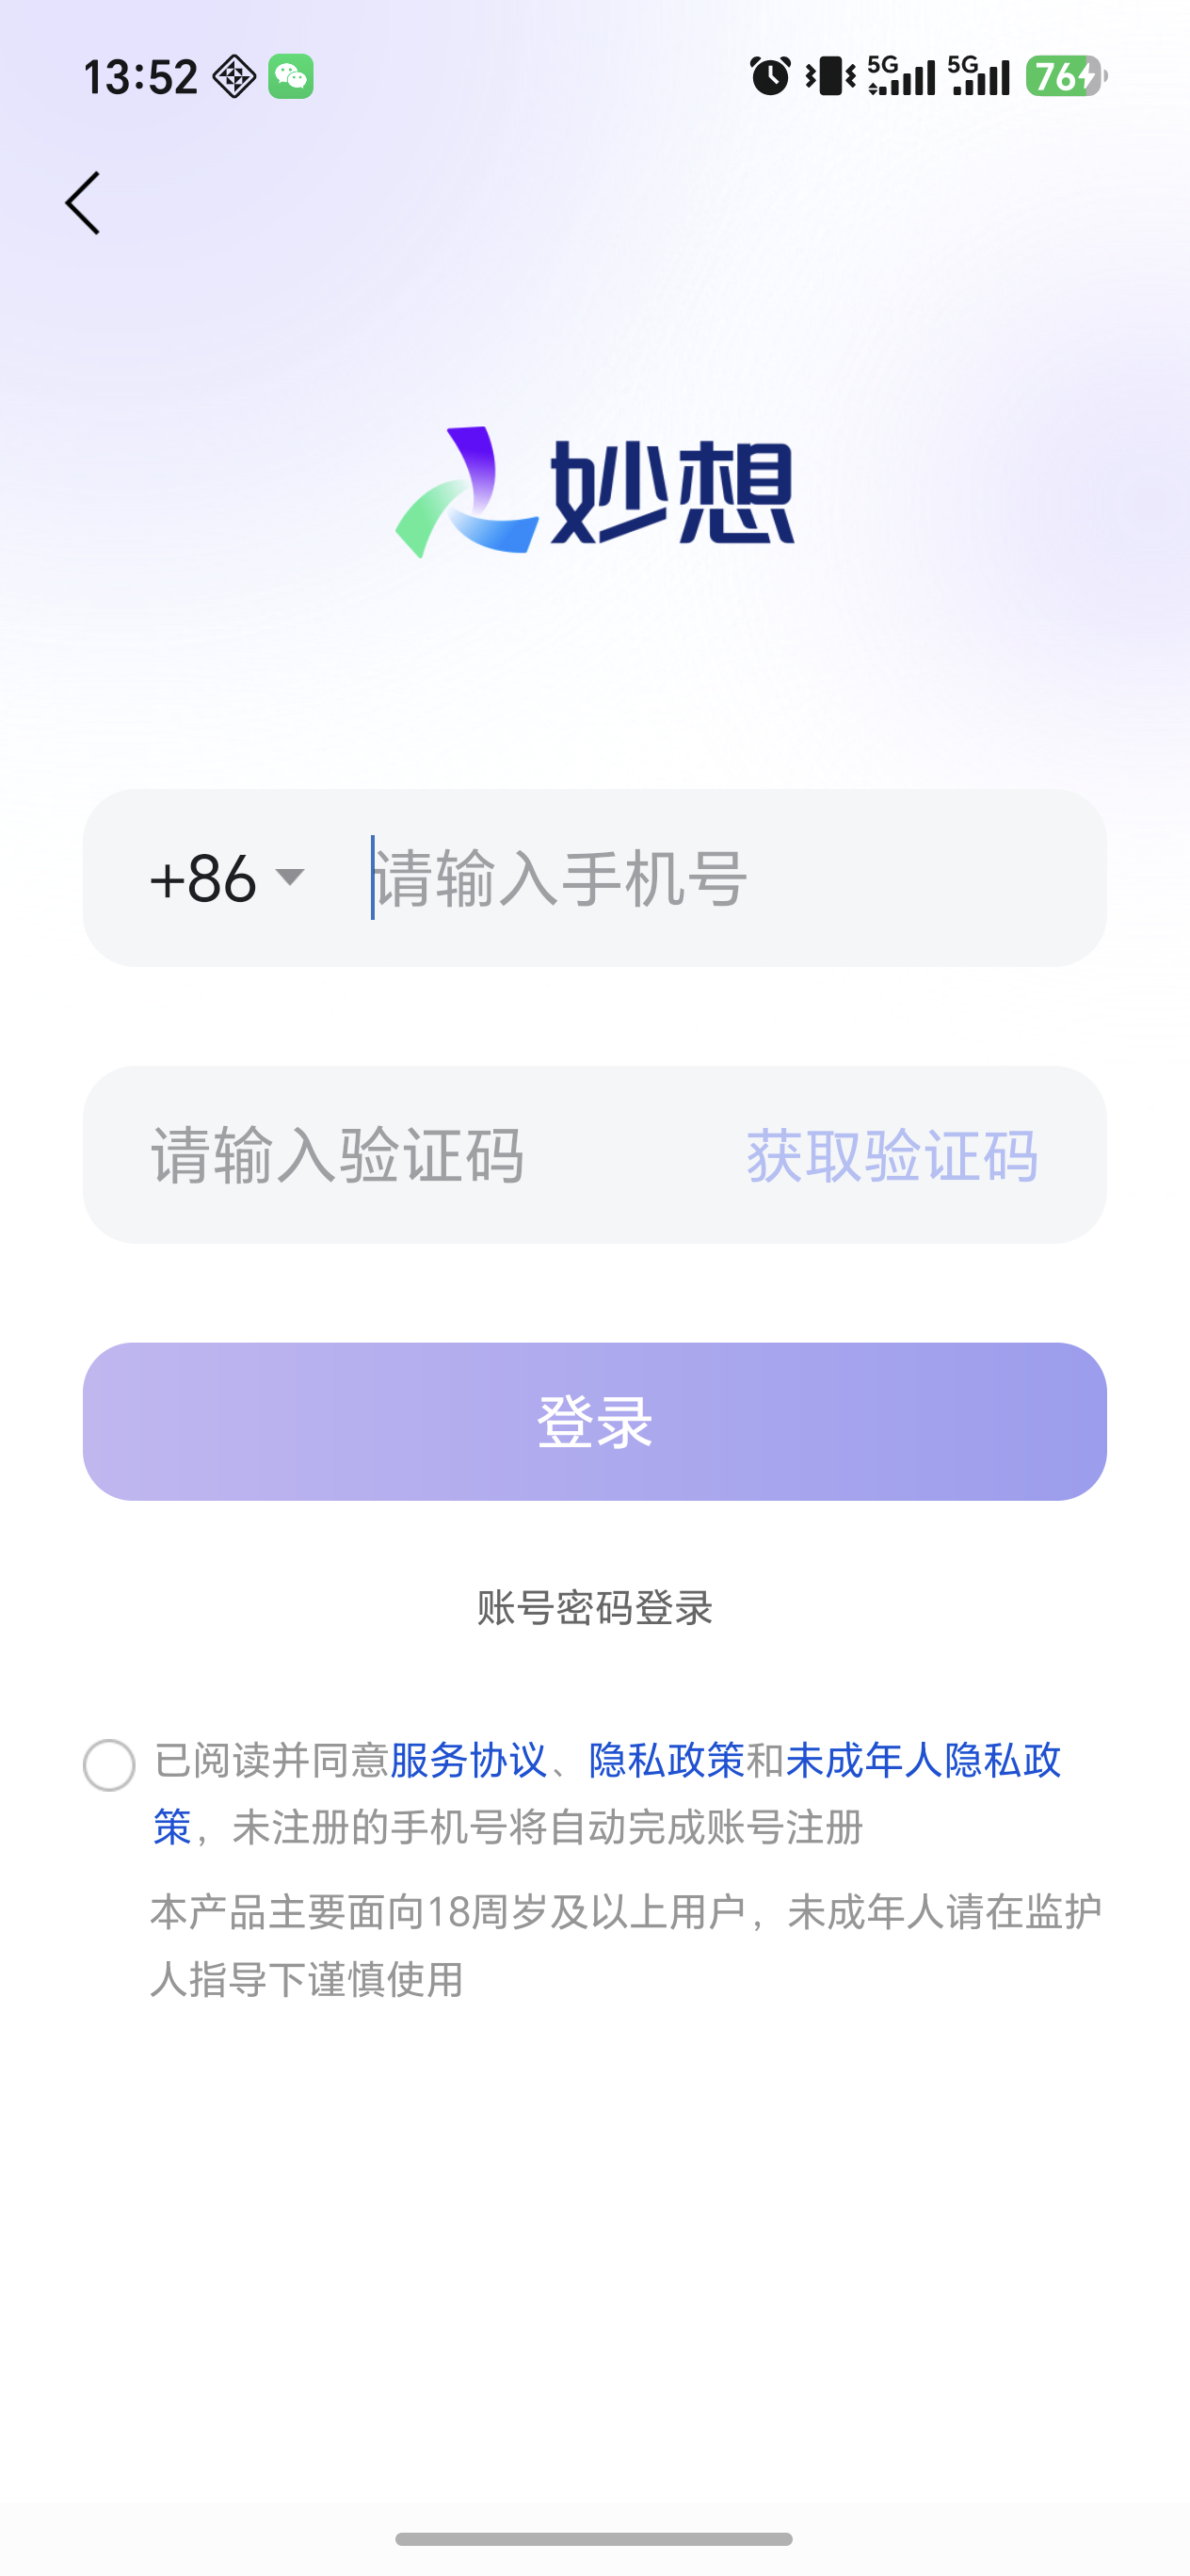 13:52
5G 5G 76
妙想
+86 请输入手机号
请输入验证码 获取验证码
登录
账号密码登录
已阅读并同意服务协议、隐私政策和未成年人隐私政
策，未注册的手机号将自动完成账号注册
本产品主要面向18周岁及以上用户，未成年人请在监护
人指导下谨慎使用